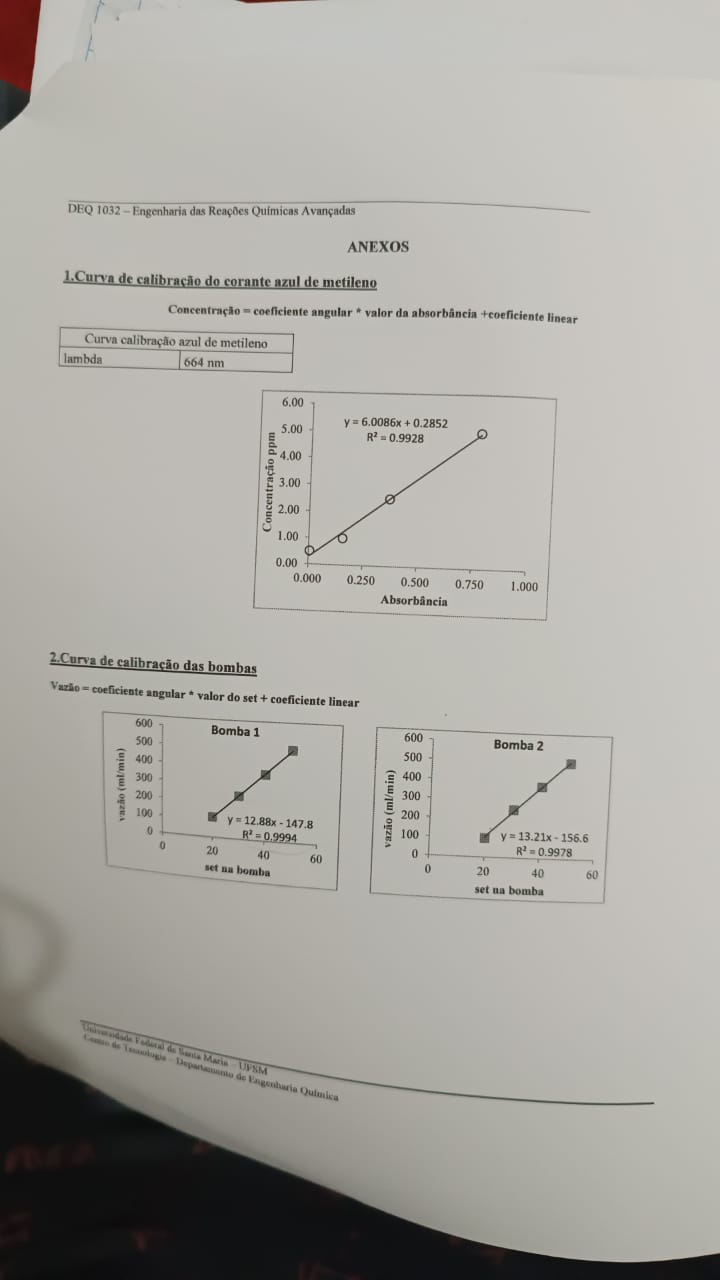 DEQ 1032 – Engenharia das Reações Químicas Avançadas
ANEXOS
1.Curva de calibração do corante azul de metileno
Concentração = coeficiente angular * valor da absorbância +coeficiente linear
Curva calibração azul de metileno
lambda 664 nm
6.00
5.00
4.00
3.00
2.00
1.00
0.00
Concentração ppm
y = 6.0086x + 0.2852
R² = 0.9928
0.000 0.250 0.500 0.750 1.000
Absorbância
2.Curva de calibração das bombas
Vazão = coeficiente angular * valor do set + coeficiente linear
Bomba 1
600
500
400
300
200
100
0
vazão (ml/min)
y = 12.88x - 147.8
R² = 0.9994
0 20 40 60
set na bomba
Bomba 2
600
500
400
300
200
100
0
vazão (ml/min)
y = 13.21x - 156.6
R² = 0.9978
0 20 40 60
set na bomba
Universidade Federal de Santa Maria – UFSM
Centro de Tecnologia – Departamento de Engenharia Química